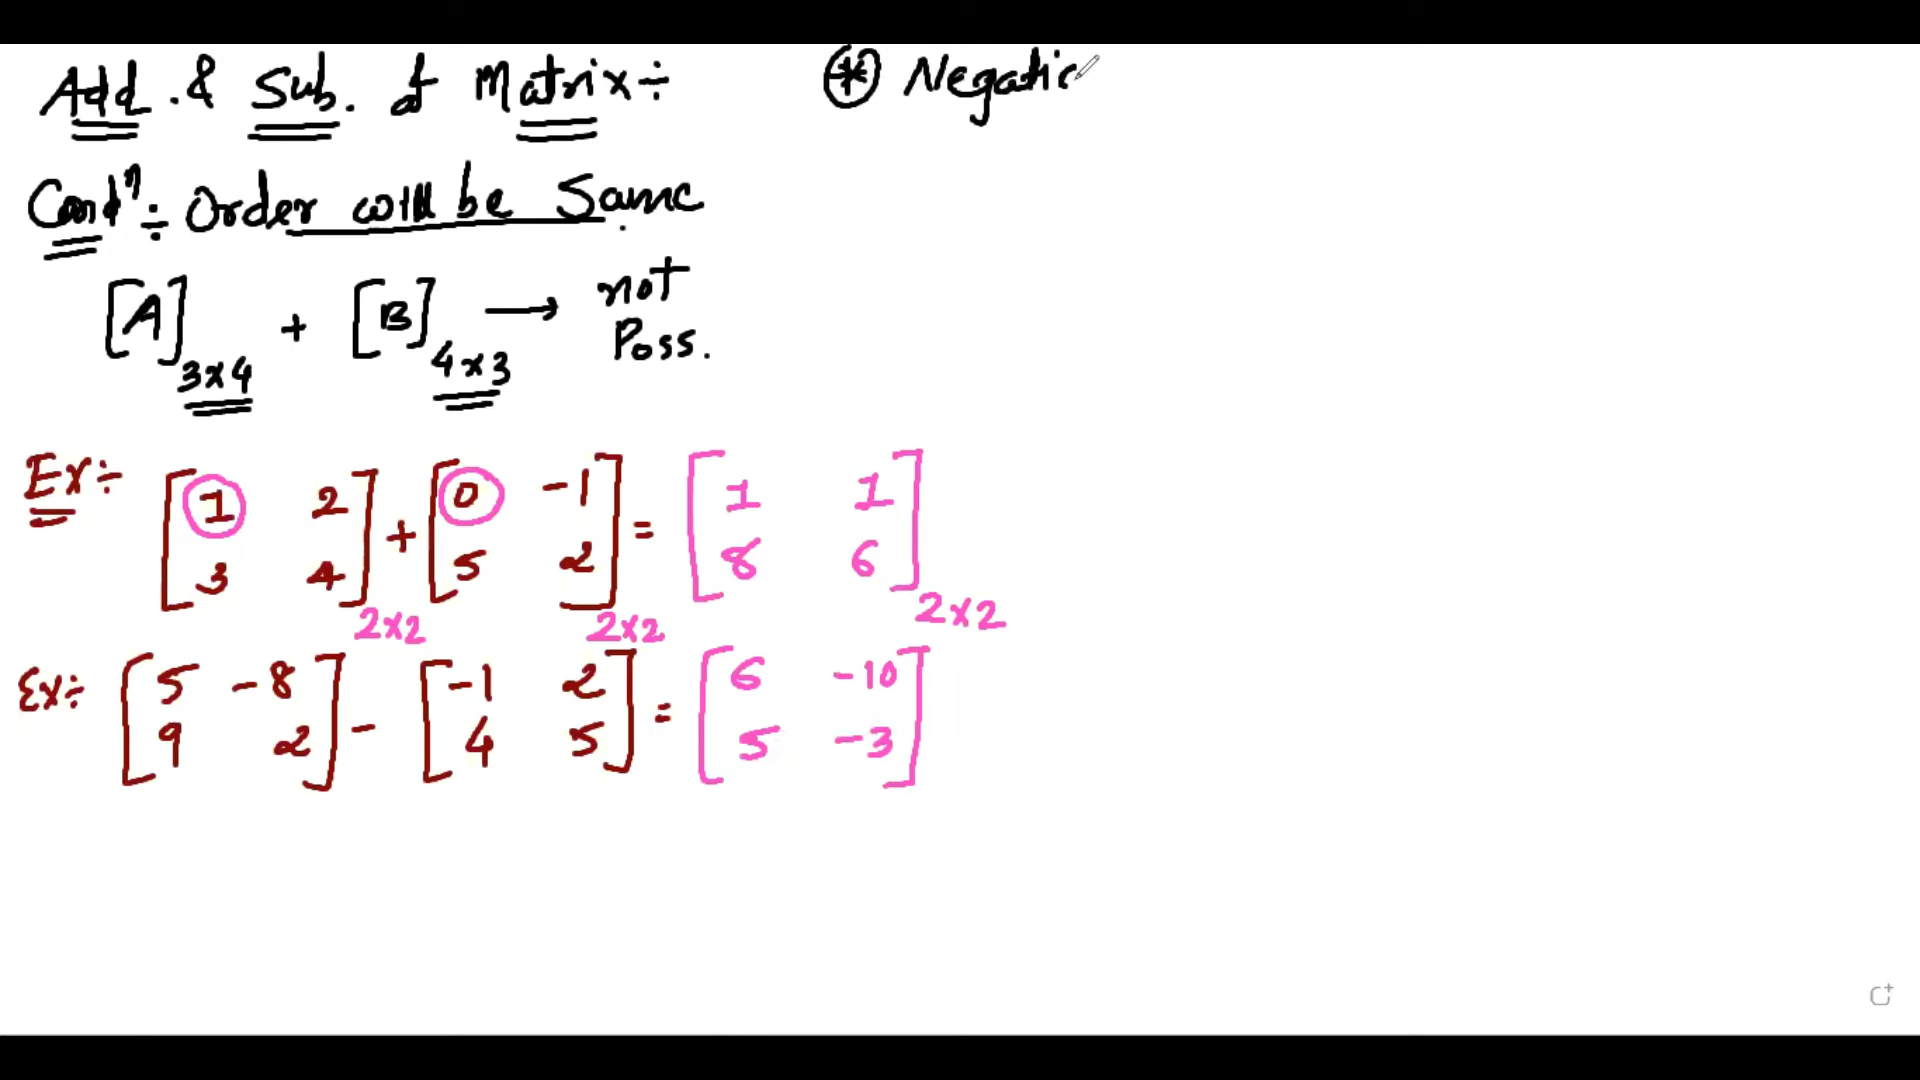 Add. & Sub. of Matrix ÷
Condⁿ ÷ Order will be Same
[A]3x4 + [B]4x3 → not Poss.
Ex ÷ [1 2 + [0 -1 = [1 1
3 4]2x2 5 2]2x2 8 6]2x2
Ex ÷ [5 -8 - [-1 2 = [6 -10
9 2] 4 5] 5 -3]
* Negatic